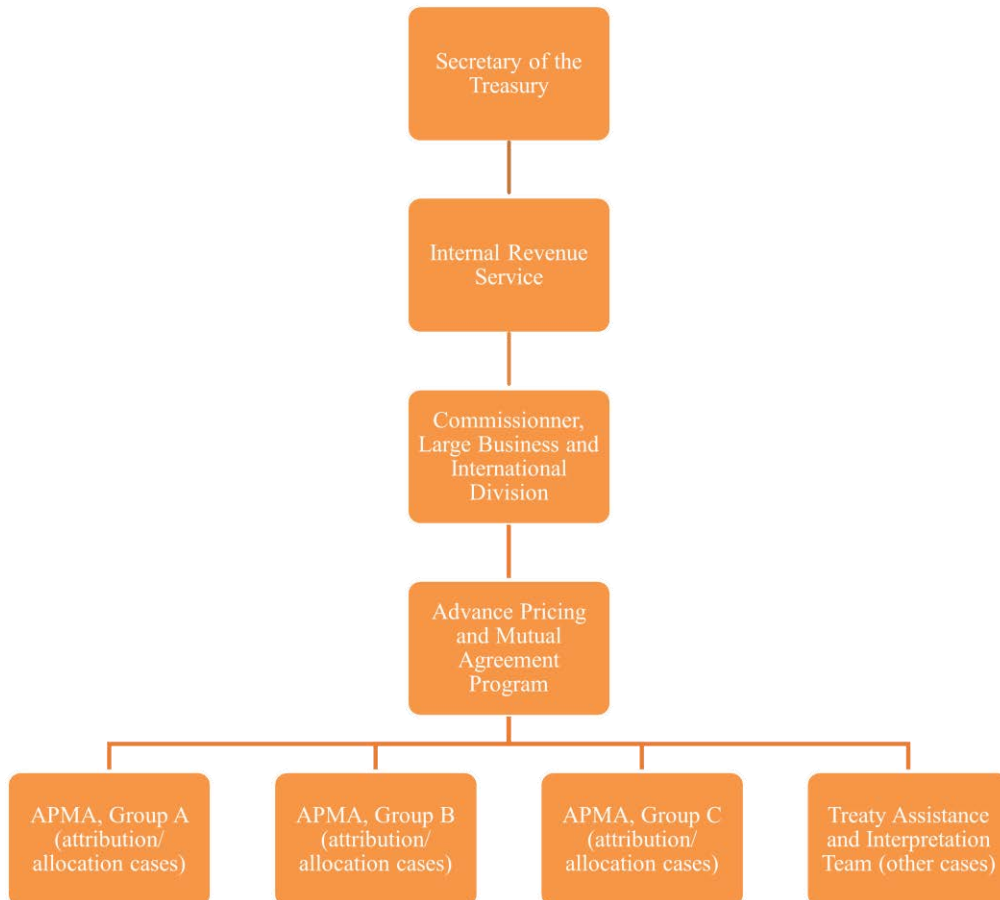 Secretary of the
Treasury
Internal Revenue
Service
Commissionner,
Large Business and
International
Division
Advance Pricing
and Mutual
Agreement
Program
APMA, Group A
(attribution/
allocation cases)
APMA, Group B
(attribution/
allocation cases)
APMA, Group C
(attribution/
allocation cases)
Treaty Assistance
and Interpretation
Team (other cases)